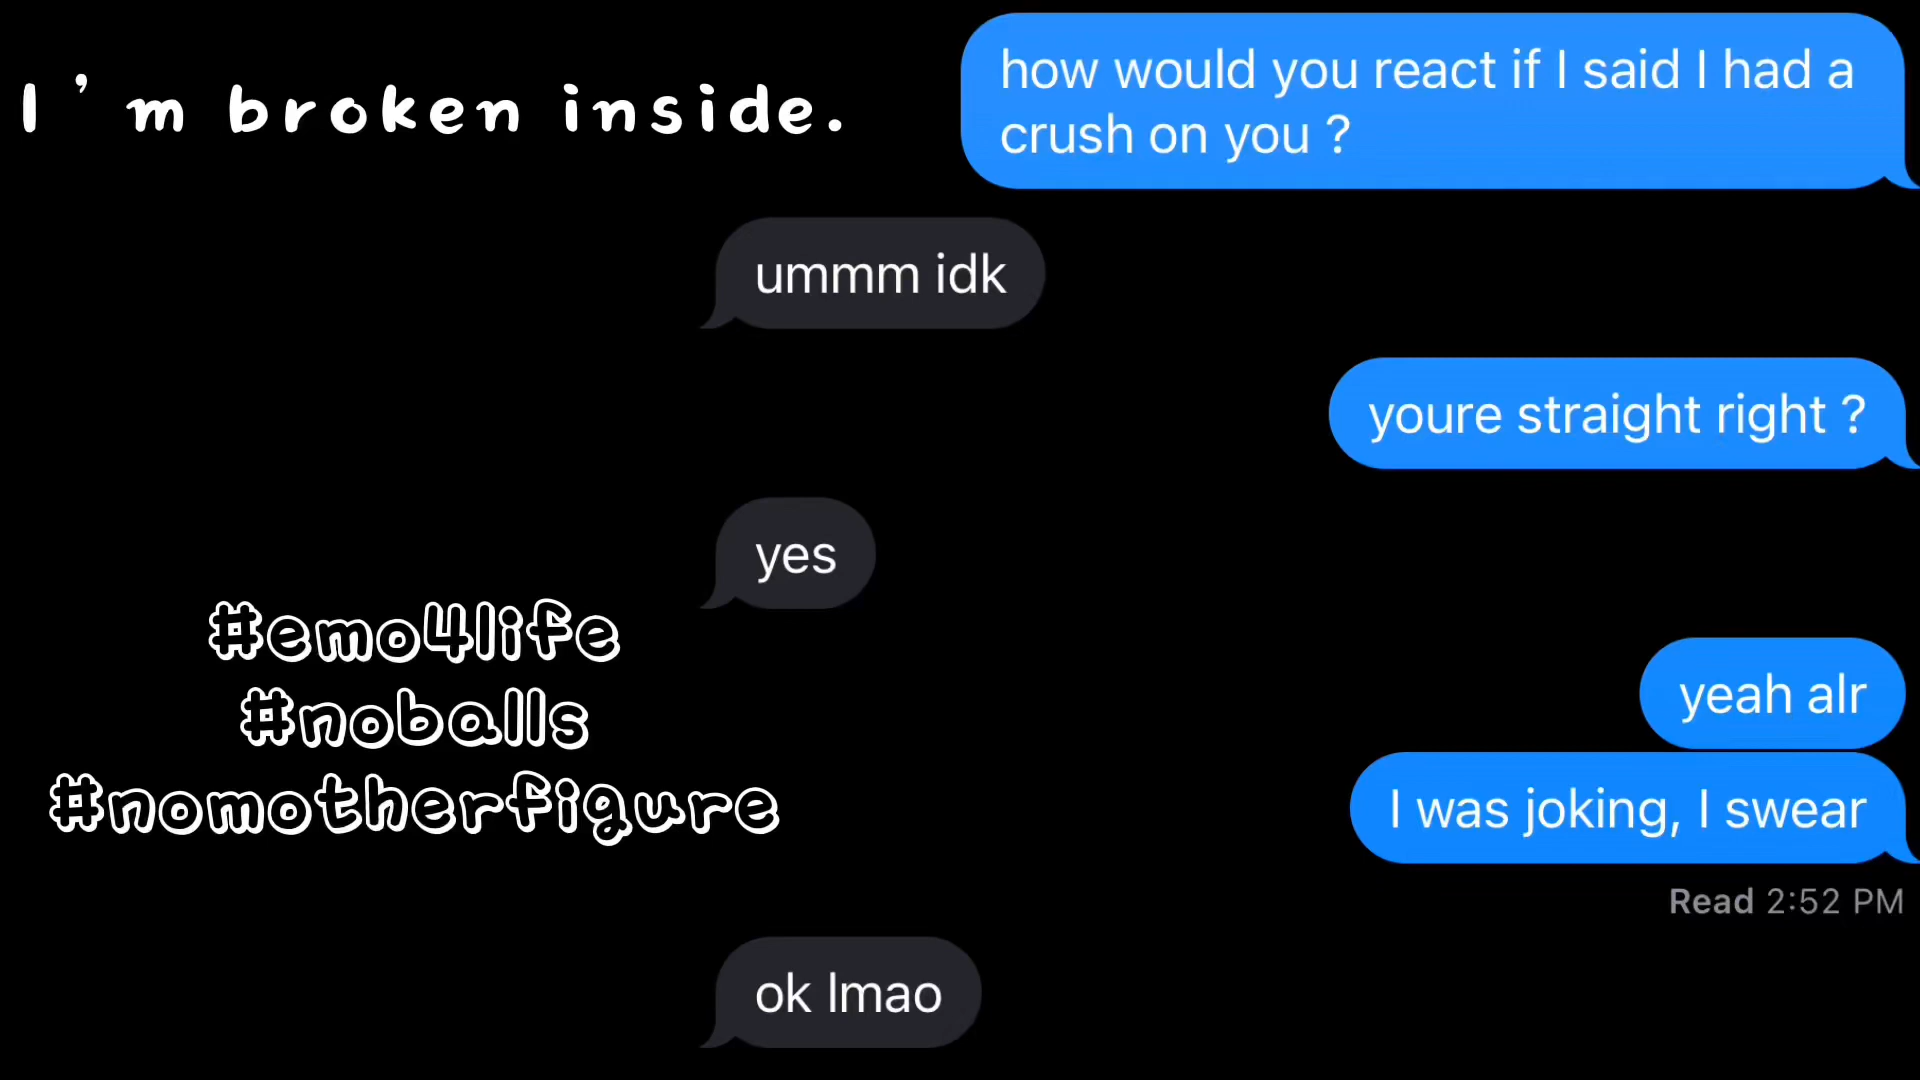 I'm broken inside.
how would you react if I said I had a
crush on you ?
ummm idk
youre straight right ?
yes
#emo4life
#noballs
#nomotherfigure
yeah alr
I was joking, I swear
Read 2:52 PM
ok lmao